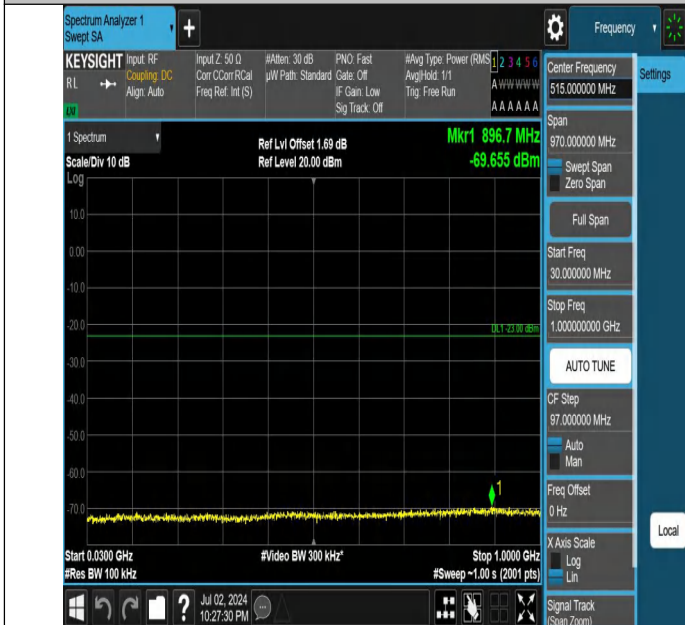 Spectrum Analyzer 1
Swept SA
+
Frequency
KEYSIGHT
RL
Input: RF
Coupling: DC
Align: Auto
Input Z: 50 Ω
Corr CCorr RCal
Freq Ref: Int (S)
#Atten: 30 dB
µW Path: Standard
PNO: Fast
Gate: Off
IF Gain: Low
Sig Track: Off
#Avg Type: Power (RMS
Avg|Hold: 1/1
Trig: Free Run
1 2 3 4 5 6
A W W W W W
A A A A A A
1 Spectrum
Scale/Div 10 dB
Log
Ref Lvl Offset 1.69 dB
Ref Level 20.00 dBm
Mkr1 896.7 MHz
-69.655 dBm
10.0
0.00
-10.0
-20.0
DL1 -23.00 dBm
-30.0
-40.0
-50.0
-60.0
-70.0
1
Start 0.0300 GHz
#Res BW 100 kHz
#Video BW 300 kHz*
Stop 1.0000 GHz
#Sweep ~1.00 s (2001 pts)
?
Jul 02, 2024
10:27:30 PM
Center Frequency
515.000000 MHz
Span
970.000000 MHz
Swept Span
Zero Span
Full Span
Start Freq
30.000000 MHz
Stop Freq
1.000000000 GHz
AUTO TUNE
CF Step
97.000000 MHz
Auto
Man
Freq Offset
0 Hz
X Axis Scale
Log
Lin
Signal Track
(Span Zoom)
Settings
Local